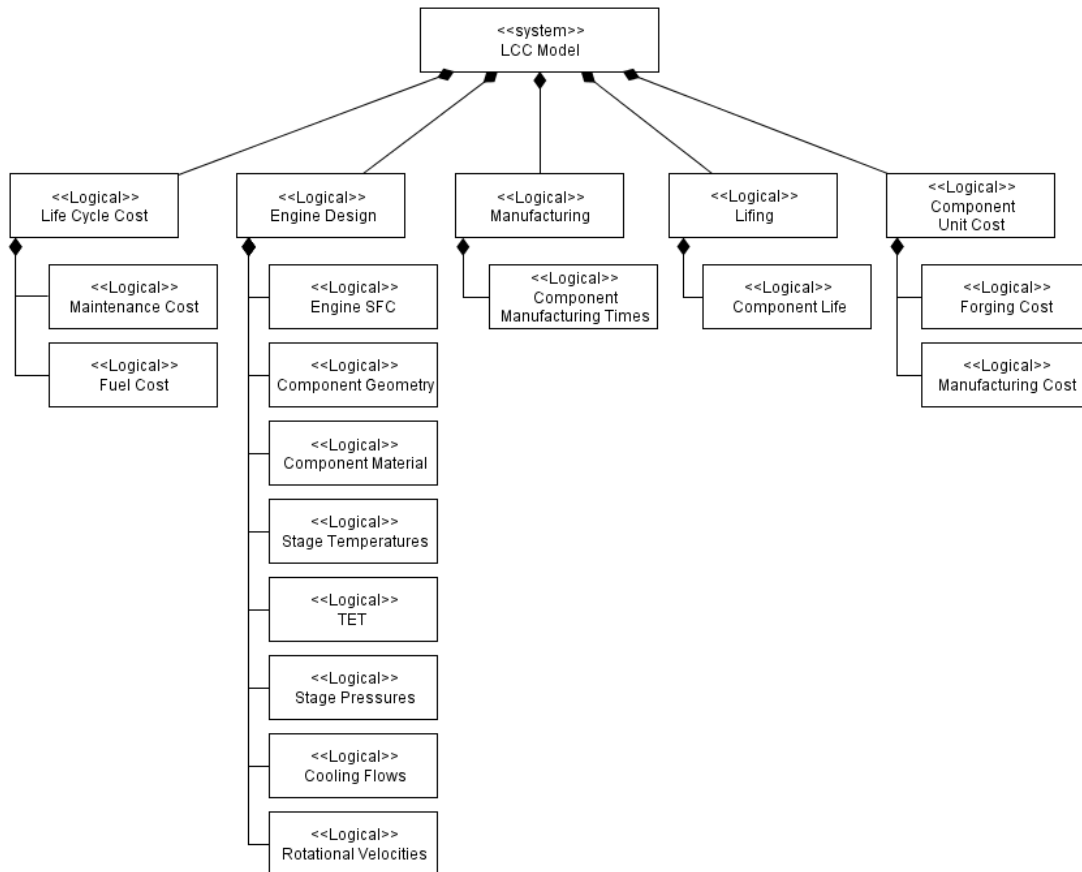 <<system>>
LCC Model
<<Logical>>
Life Cycle Cost
<<Logical>>
Engine Design
<<Logical>>
Manufacturing
<<Logical>>
Lifing
<<Logical>>
Component
Unit Cost
<<Logical>>
Maintenance Cost
<<Logical>>
Fuel Cost
<<Logical>>
Engine SFC
<<Logical>>
Component Geometry
<<Logical>>
Component Material
<<Logical>>
Stage Temperatures
<<Logical>>
TET
<<Logical>>
Stage Pressures
<<Logical>>
Cooling Flows
<<Logical>>
Rotational Velocities
<<Logical>>
Component
Manufacturing Times
<<Logical>>
Component Life
<<Logical>>
Forging Cost
<<Logical>>
Manufacturing Cost